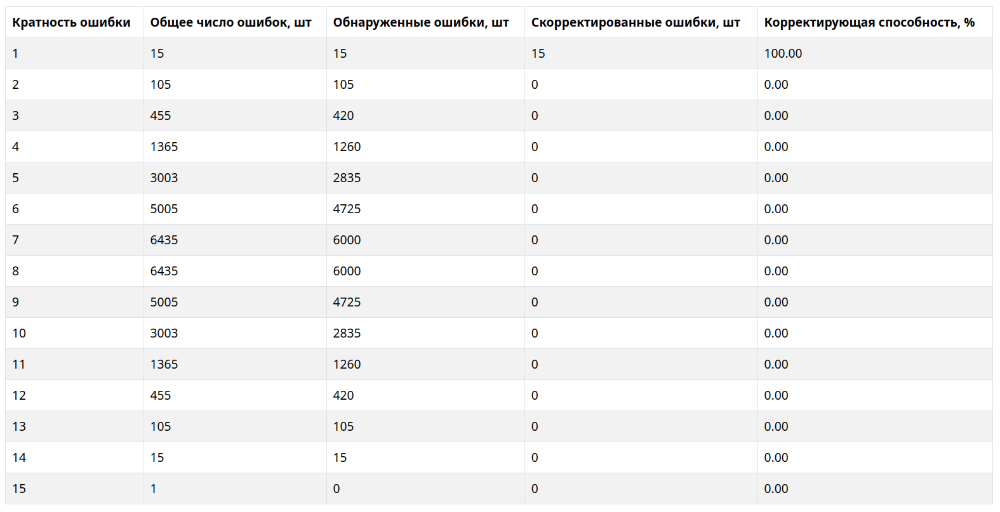 Кратность ошибки Общее число ошибок, шт Обнаруженные ошибки, шт Скорректированные ошибки, шт Корректирующая способность, %
1 15 15 15 100.00
2 105 105 0 0.00
3 455 420 0 0.00
4 1365 1260 0 0.00
5 3003 2835 0 0.00
6 5005 4725 0 0.00
7 6435 6000 0 0.00
8 6435 6000 0 0.00
9 5005 4725 0 0.00
10 3003 2835 0 0.00
11 1365 1260 0 0.00
12 455 420 0 0.00
13 105 105 0 0.00
14 15 15 0 0.00
15 1 0 0 0.00